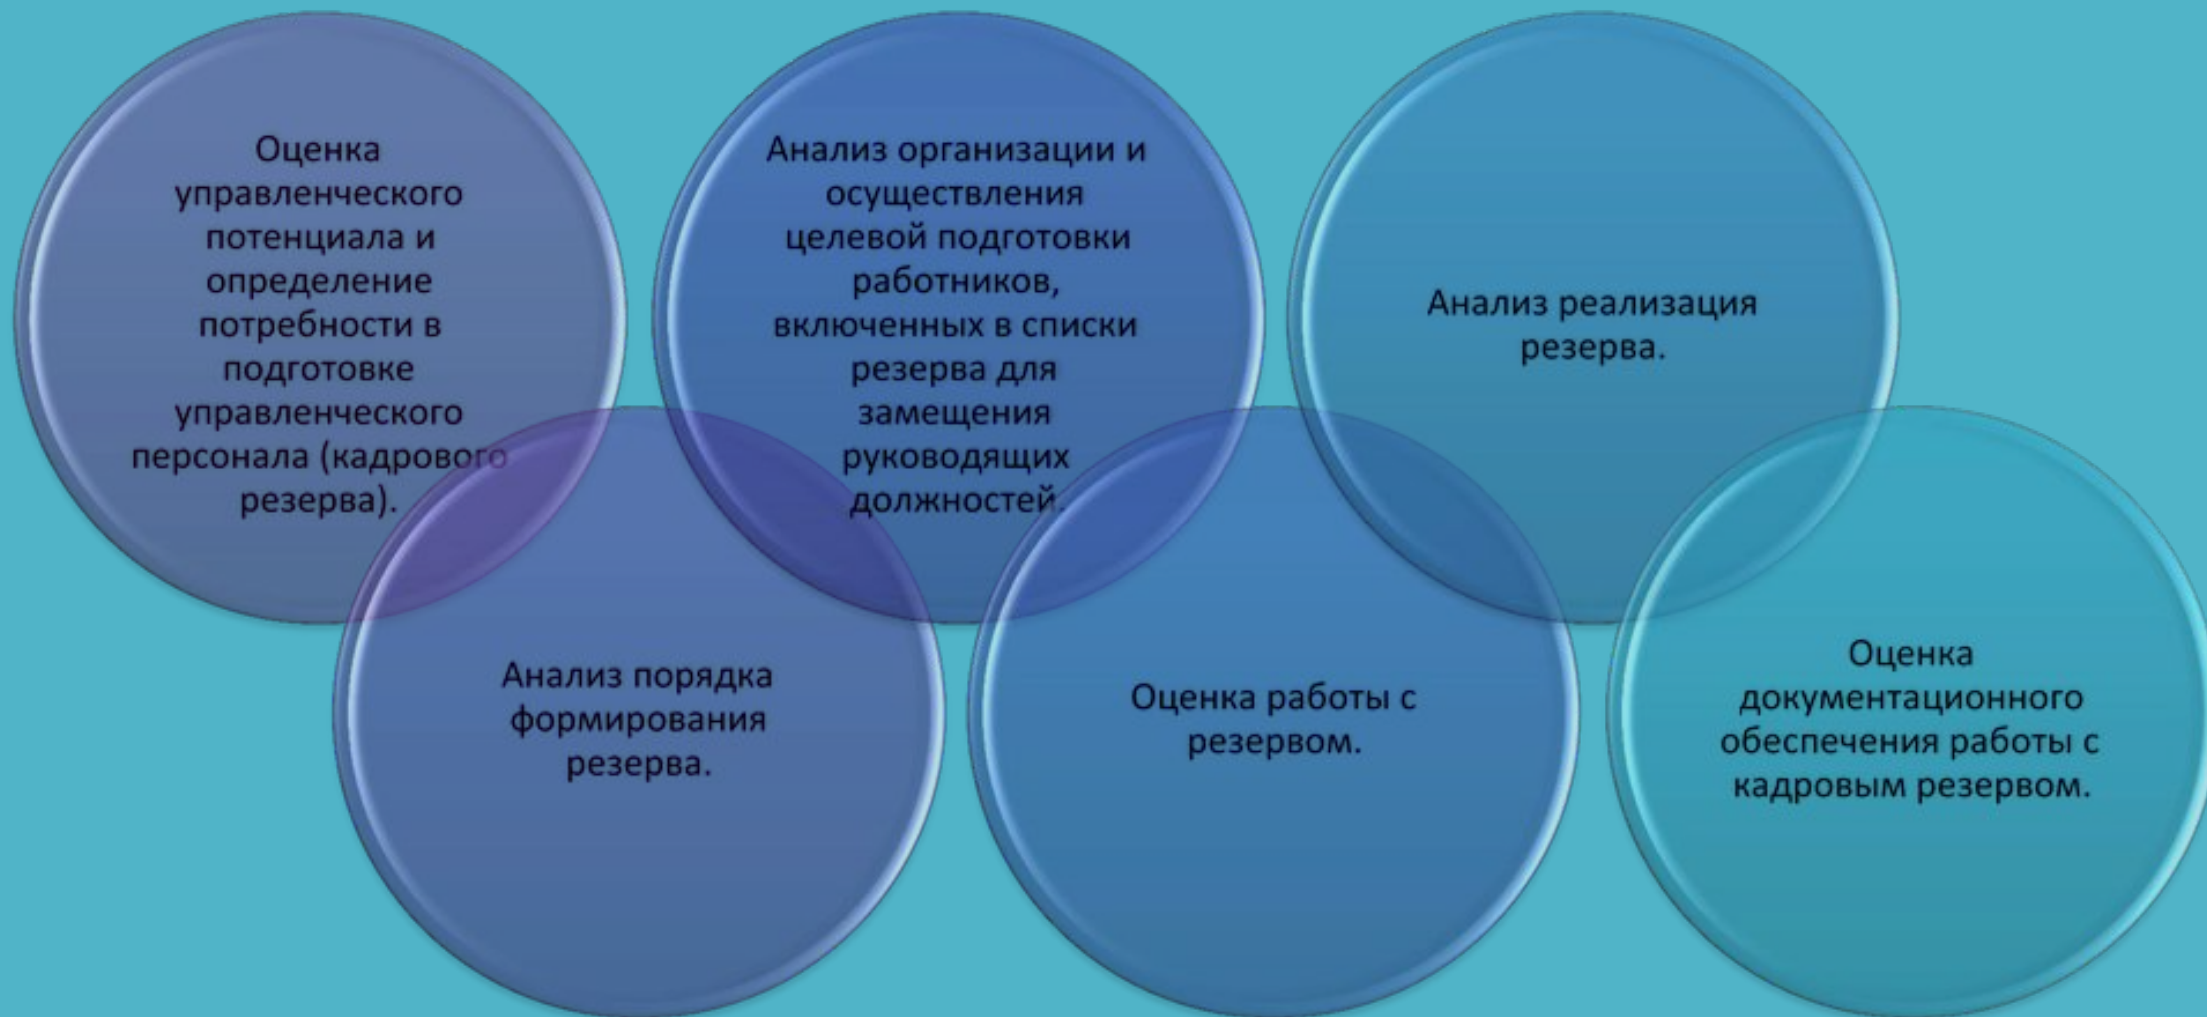 Оценка
управленческого
потенциала и
определение
потребности в
подготовке
управленческого
персонала (кадрового
резерва).
Анализ порядка
формирования
резерва.
Анализ организации и
осуществления
целевой подготовки
работников,
включенных в списки
резерва для
замещения
руководящих
должностей.
Оценка работы с
резервом.
Анализ реализация
резерва.
Оценка
документационного
обеспечения работы с
кадровым резервом.